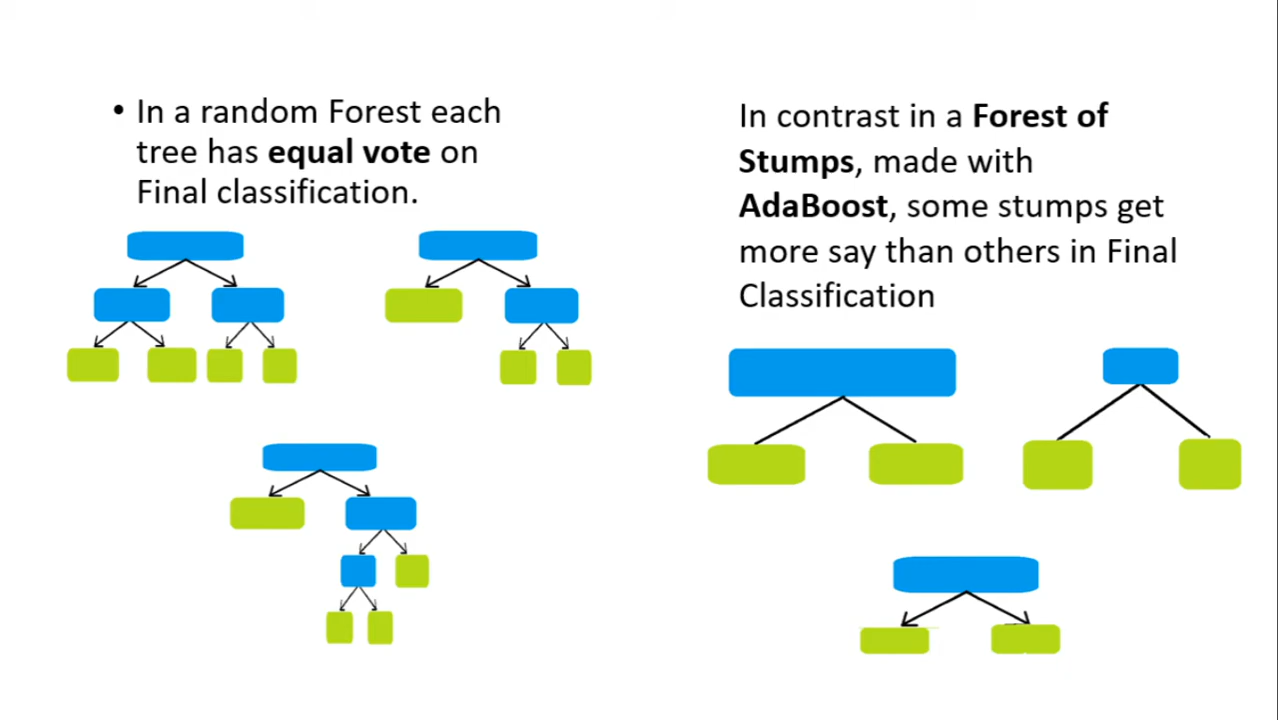 • In a random Forest each
tree has equal vote on
Final classification.
In contrast in a Forest of
Stumps, made with
AdaBoost, some stumps get
more say than others in Final
Classification